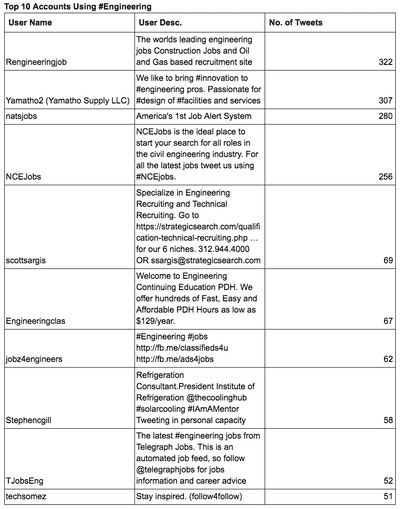 Top 10 Accounts Using #Engineering
User Name User Desc. No. of Tweets
The worlds leading engineering
jobs Construction Jobs and Oil
Rengineeringjob and Gas based recruitment site 322
We like to bring #innovation to
#engineering pros. Passionate for
Yamatho2 (Yamatho Supply LLC) #design of #facilities and services 307
natsjobs America's 1st Job Alert System 280
NCEJobs is the ideal place to
start your search for all roles in
the civil engineering industry. For
all the latest jobs tweet us using
NCEJobs #NCEjobs. 256
Specialize in Engineering
Recruiting and Technical
Recruiting. Go to
https://strategicsearch.com/qualifi
cation-technical-recruiting.php ...
for our 6 niches. 312.944.4000
scottsargis OR ssargis@strategicsearch.com 69
Welcome to Engineering
Continuing Education PDH. We
offer hundreds of Fast, Easy and
Affordable PDH Hours as low as
Engineeringclas $129/year. 67
#Engineering #jobs
http://fb.me/classifieds4u
jobz4engineers http://fb.me/ads4jobs 62
Refrigeration
Consultant.President Institute of
Refrigeration @thecoolinghub
#solarcooling #IAmAMentor
Stephencgill Tweeting in personal capacity 58
The latest #engineering jobs from
Telegraph Jobs. This is an
automated job feed, so follow
@telegraphjobs for jobs
TJobsEng information and career advice 52
techsomez Stay inspired. (follow4follow) 51